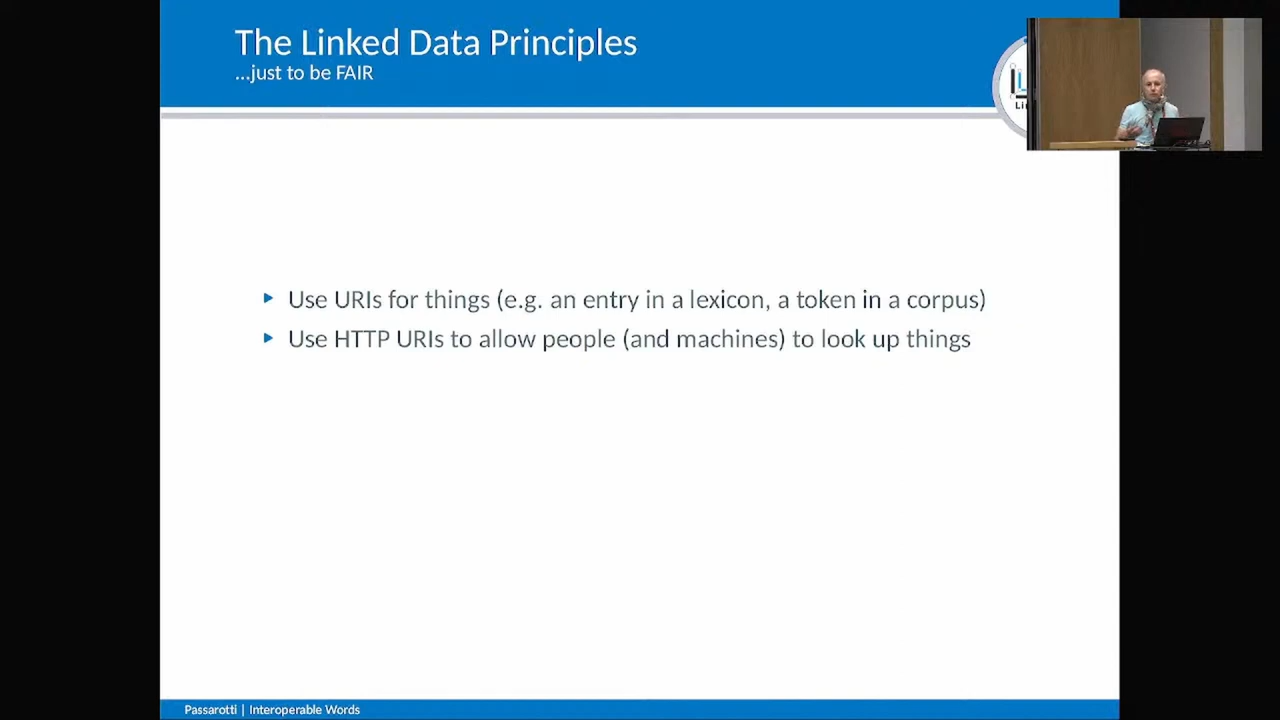 The Linked Data Principles
...just to be FAIR
Use URIs for things (e.g. an entry in a lexicon, a token in a corpus)
Use HTTP URIs to allow people (and machines) to look up things
Passarotti | Interoperable Words